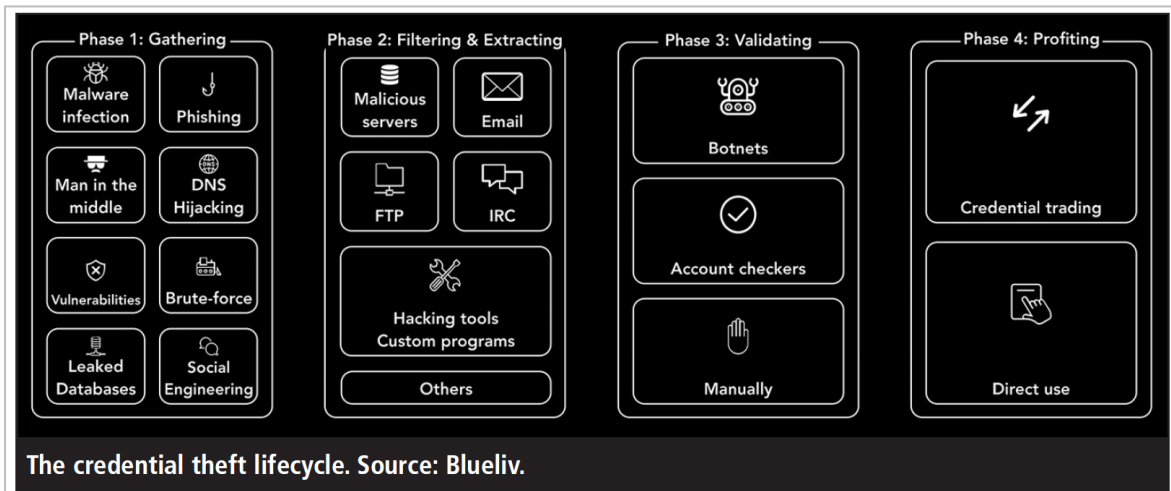 Phase 1: Gathering
Malware
infection
Phishing
Man in the
middle
DNS
DNS
Hijacking
Vulnerabilities
Brute-force
Leaked
Databases
Social
Engineering
Phase 2: Filtering & Extracting
Malicious
servers
Email
FTP
IRC
Hacking tools
Custom programs
Others
Phase 3: Validating
Botnets
Account checkers
Manually
Phase 4: Profiting
Credential trading
Direct use
The credential theft lifecycle. Source: Blueliv.